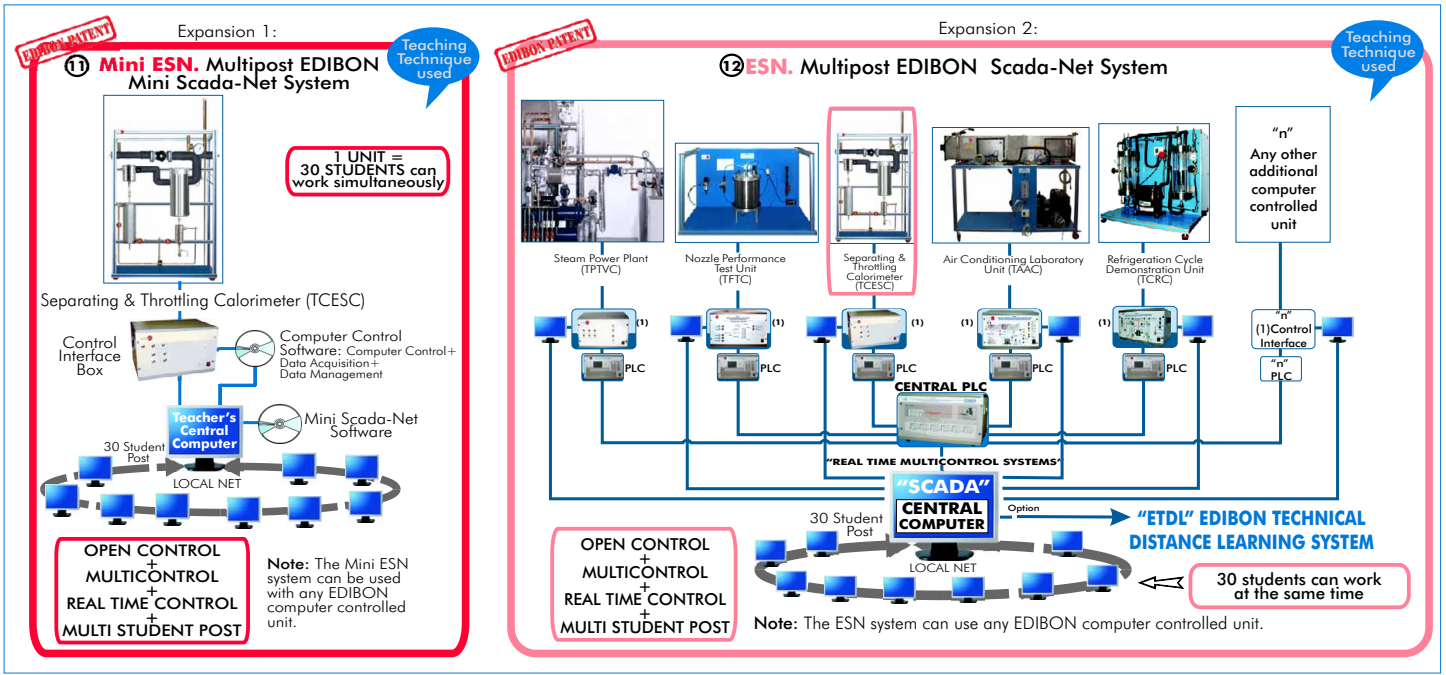 Expansion 1:
EDIBON PATENT
Teaching
Technique
used
11 Mini ESN. Multipost EDIBON
Mini Scada-Net System
1 UNIT =
30 STUDENTS can
work simultaneously
Separating & Throttling Calorimeter (TCESC)
Control
Interface
Box
Computer Control
Software: Computer Control+
Data Acquisition+
Data Management
Teacher's
Central
Computer
Mini Scada-Net
Software
30 Student
Post
LOCAL NET
OPEN CONTROL
+
MULTICONTROL
+
REAL TIME CONTROL
+
MULTI STUDENT POST
Note: The Mini ESN
system can be used
with any EDIBON
computer controlled
unit.
Expansion 2:
EDIBON PATENT
Teaching
Technique
used
12 ESN. Multipost EDIBON Scada-Net System
Steam Power Plant
(TPTVC)
Nozzle Performance
Test Unit
(TFTC)
Separating &
Throttling
Calorimeter
(TCESC)
Air Conditioning Laboratory
Unit (TAAC)
Refrigeration Cycle
Demonstration Unit
(TCRC)
"n"
Any other
additional
computer
controlled
unit
(1)
(1)
(1)
(1)
(1)
"n"
(1)Control
Interface
PLC
PLC
PLC
PLC
PLC
"n"
PLC
CENTRAL PLC
"REAL TIME MULTICONTROL SYSTEMS"
"SCADA"
CENTRAL
COMPUTER
Option
"ETDL" EDIBON TECHNICAL
DISTANCE LEARNING SYSTEM
30 Student
Post
LOCAL NET
30 students can work
at the same time
OPEN CONTROL
+
MULTICONTROL
+
REAL TIME CONTROL
+
MULTI STUDENT POST
Note: The ESN system can use any EDIBON computer controlled unit.